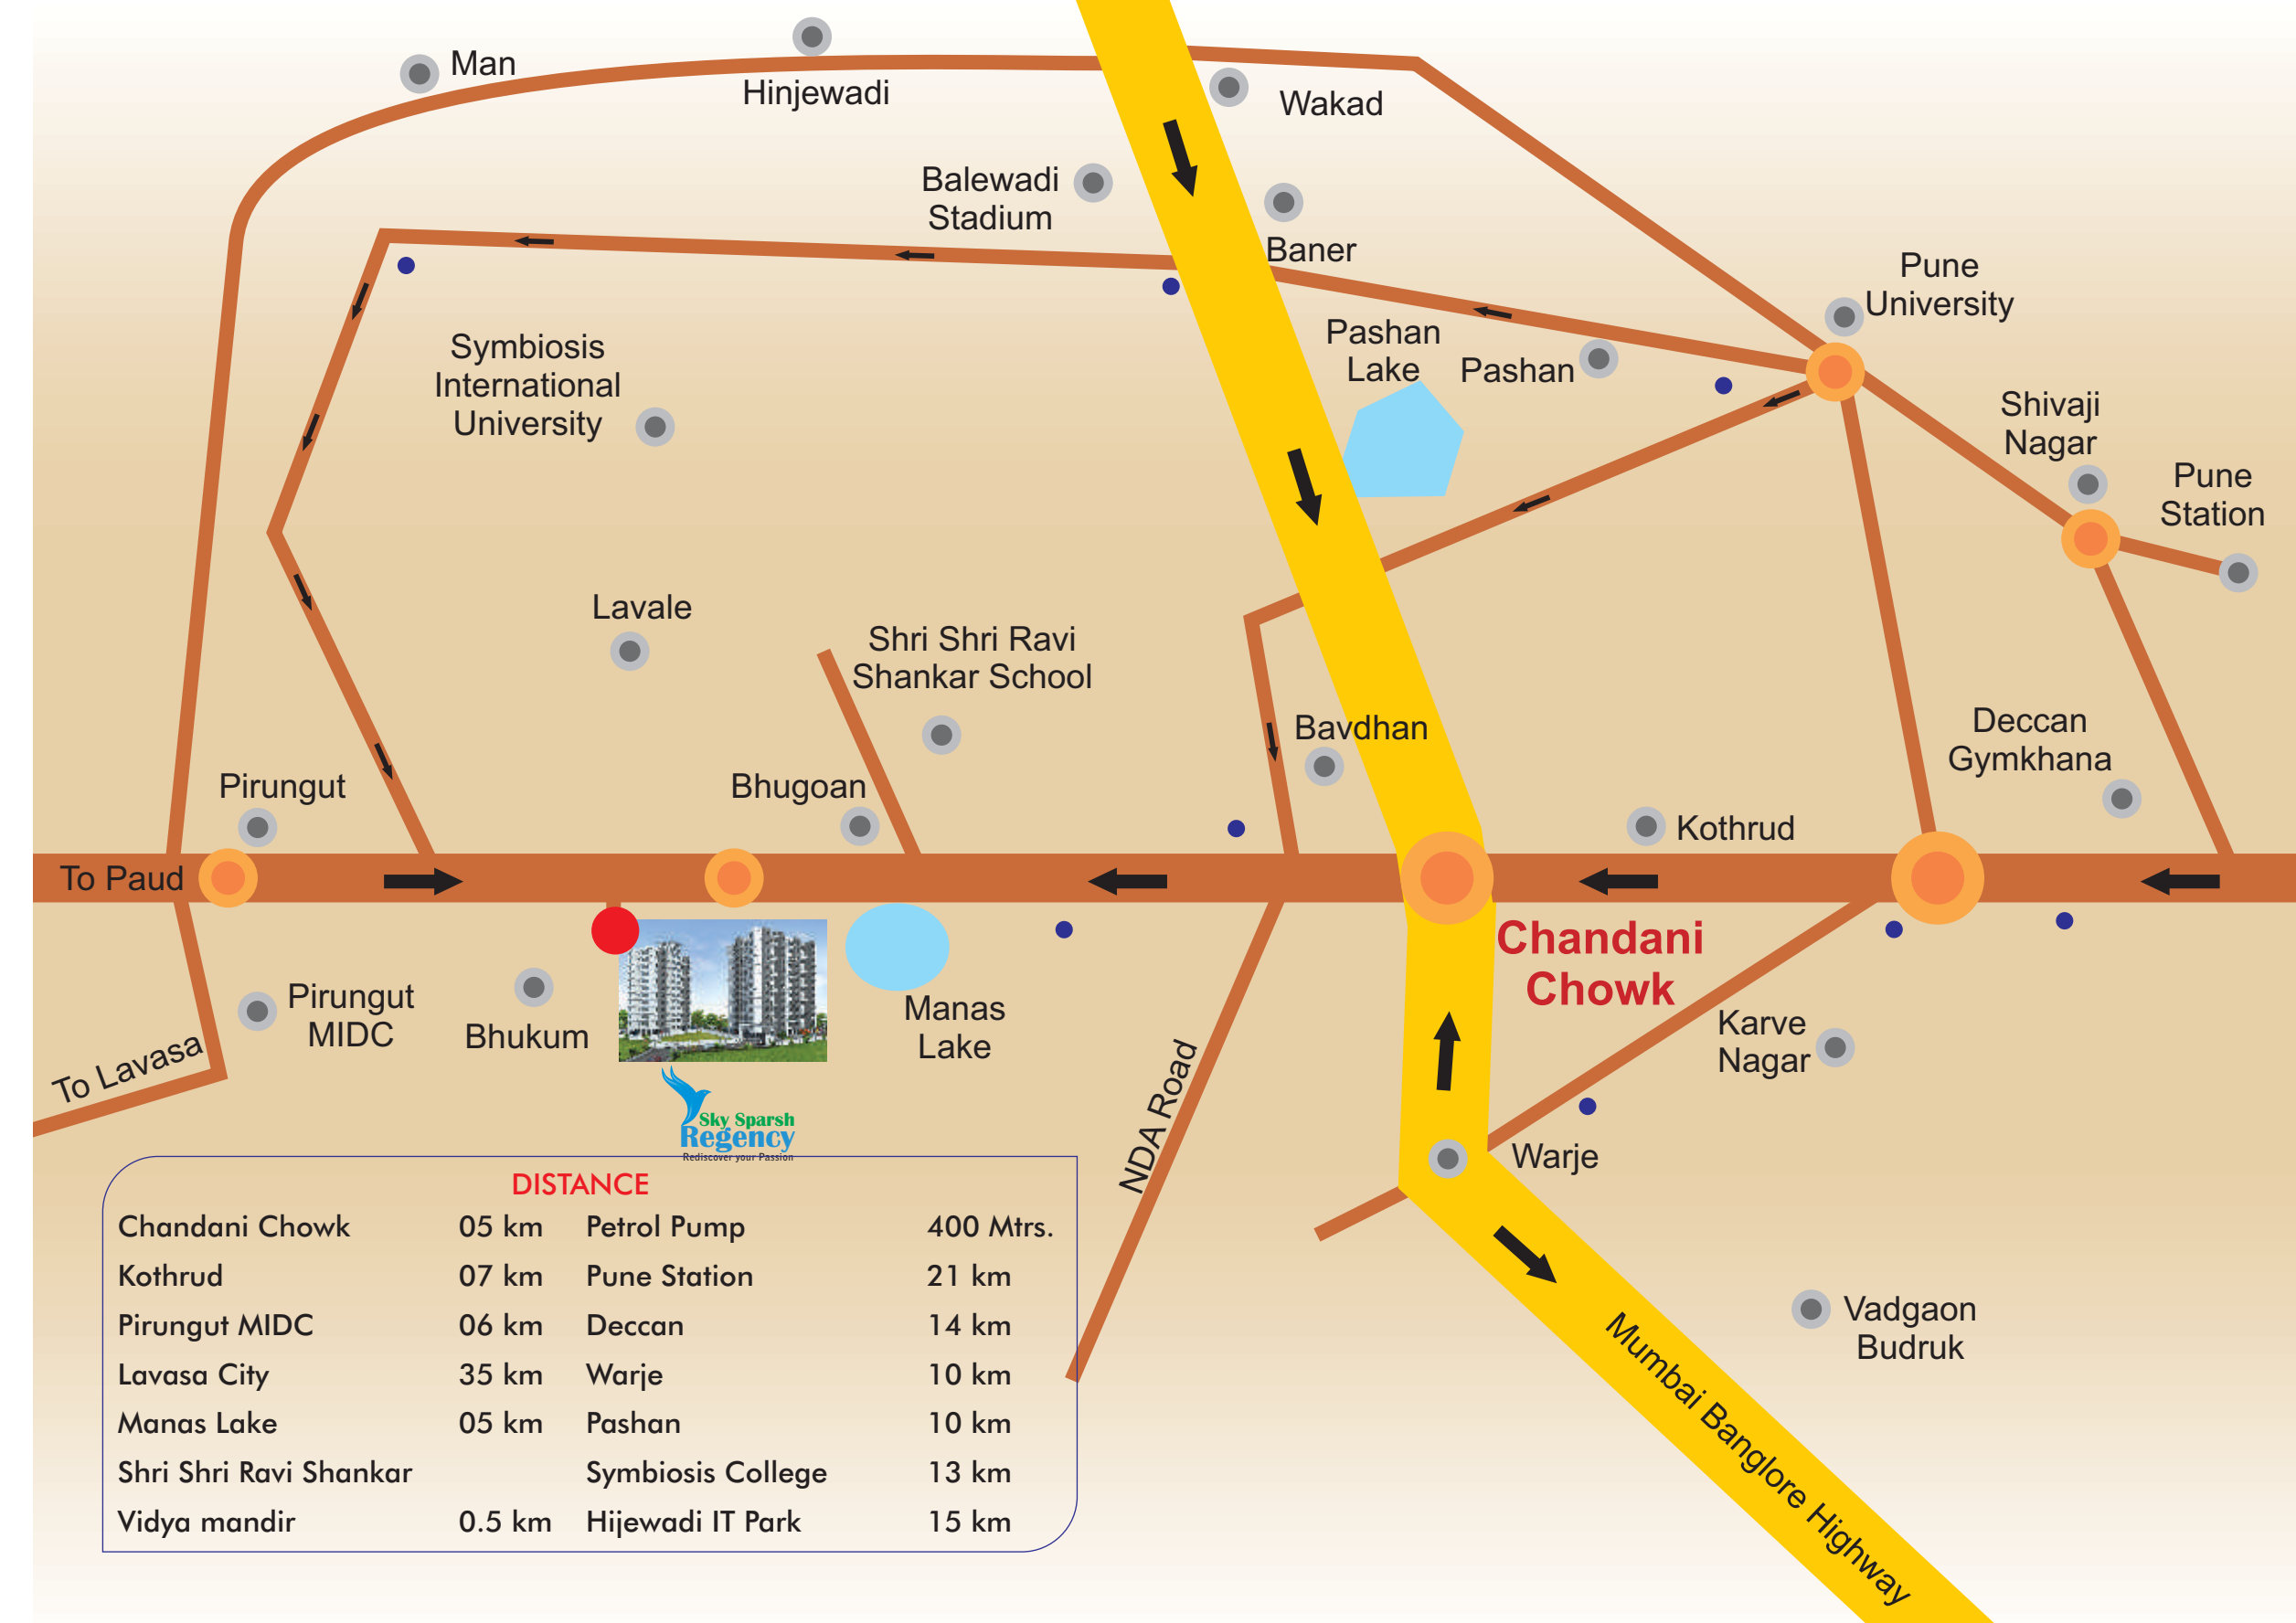 Man
Hinjewadi
Wakad
Balewadi
Stadium
Baner
Pune
University
Pashan
Lake
Pashan
Symbiosis
International
University
Shivaji
Nagar
Pune
Station
Lavale
Shri Shri Ravi
Shankar School
Bavdhan
Deccan
Gymkhana
Pirungut
Bhugoan
Kothrud
To Paud
Chandani
Chowk
Pirungut
MIDC
Bhukum
Manas
Lake
Karve
Nagar
To Lavasa
NDA Road
Sky Sparsh
Regency
Rediscover your Passion
Warje
Vadgaon
Budruk
Mumbai Banglore Highway
DISTANCE
Chandani Chowk 05 km Petrol Pump 400 Mtrs.
Kothrud 07 km Pune Station 21 km
Pirungut MIDC 06 km Deccan 14 km
Lavasa City 35 km Warje 10 km
Manas Lake 05 km Pashan 10 km
Shri Shri Ravi Shankar Symbiosis College 13 km
Vidya mandir 0.5 km Hijewadi IT Park 15 km